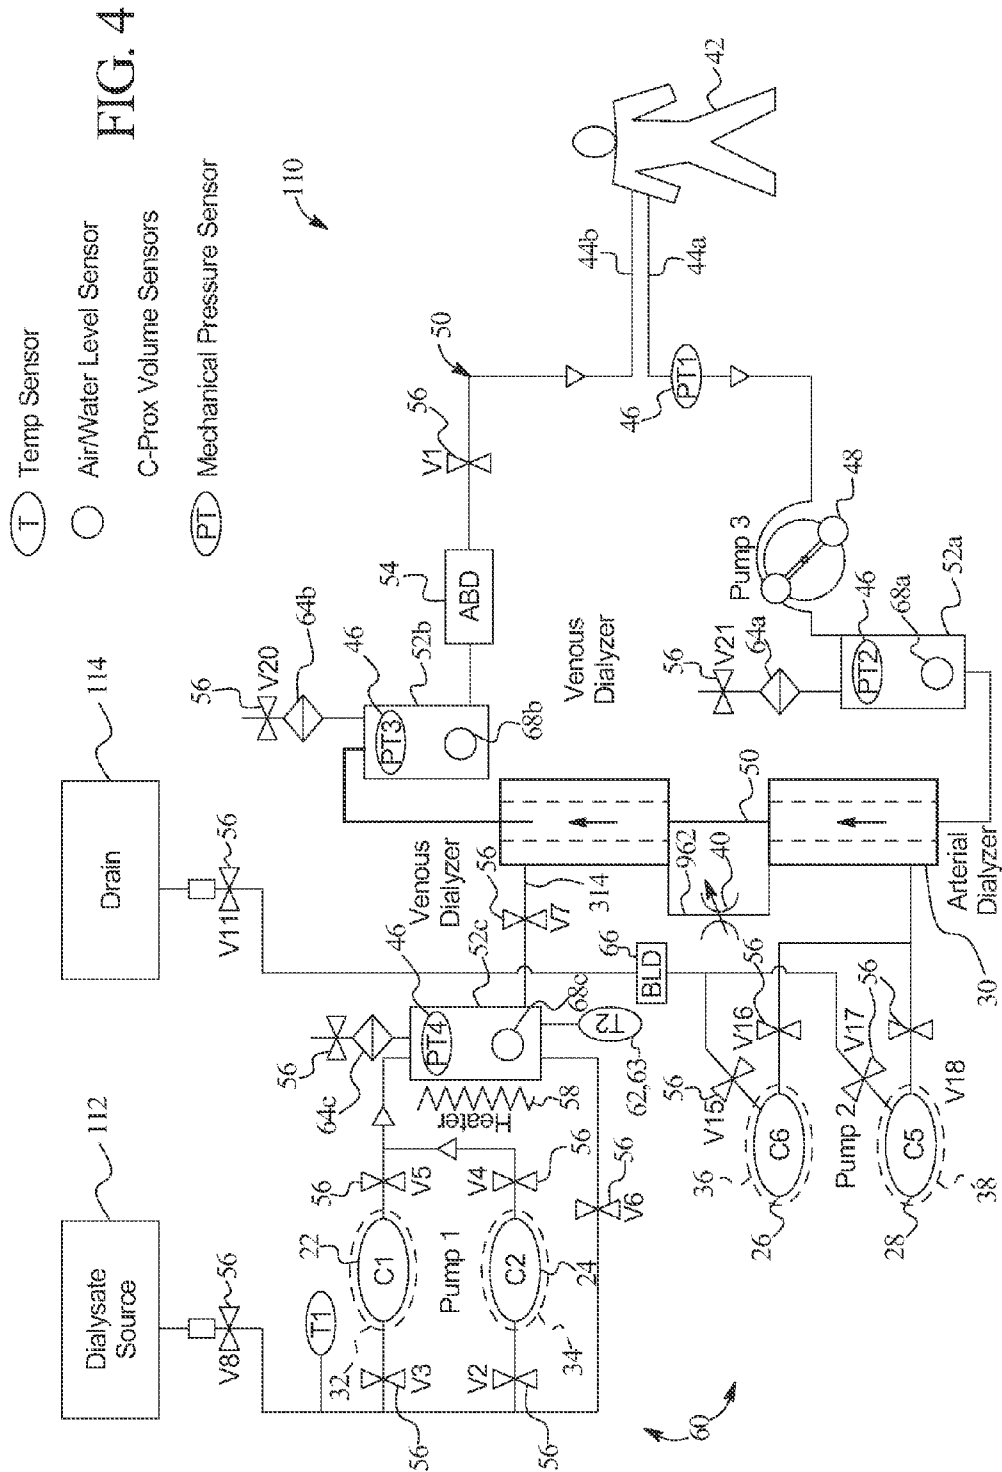 FIG. 4
T Temp Sensor
Air/Water Level Sensor
C-Prox Volume Sensors
PT Mechanical Pressure Sensor
110
Dialysate
Source
112
Drain
114
V8
56
V11
56
T1
56
V20
64b
46
PT3
52b
68b
54
ABD
V1
56
50
44b
44a
42
46
PT1
Pump 3
48
Venous
Dialyzer
56
V21
64a
46
PT2
68a
52a
32
22
C1
V3
56
56
V5
Pump 1
V2
56
34
C2
24
V4
56
V6
56
56
64c
46
PT4
52c
68c
Heater
58
T2
62,63
Venous
Dialyzer
56
V7
314
66
BLD
962
40
50
Arterial
Dialyzer
30
56
V15
V16
56
36
C6
26
Pump 2
V17
56
V18
C5
28
38
60